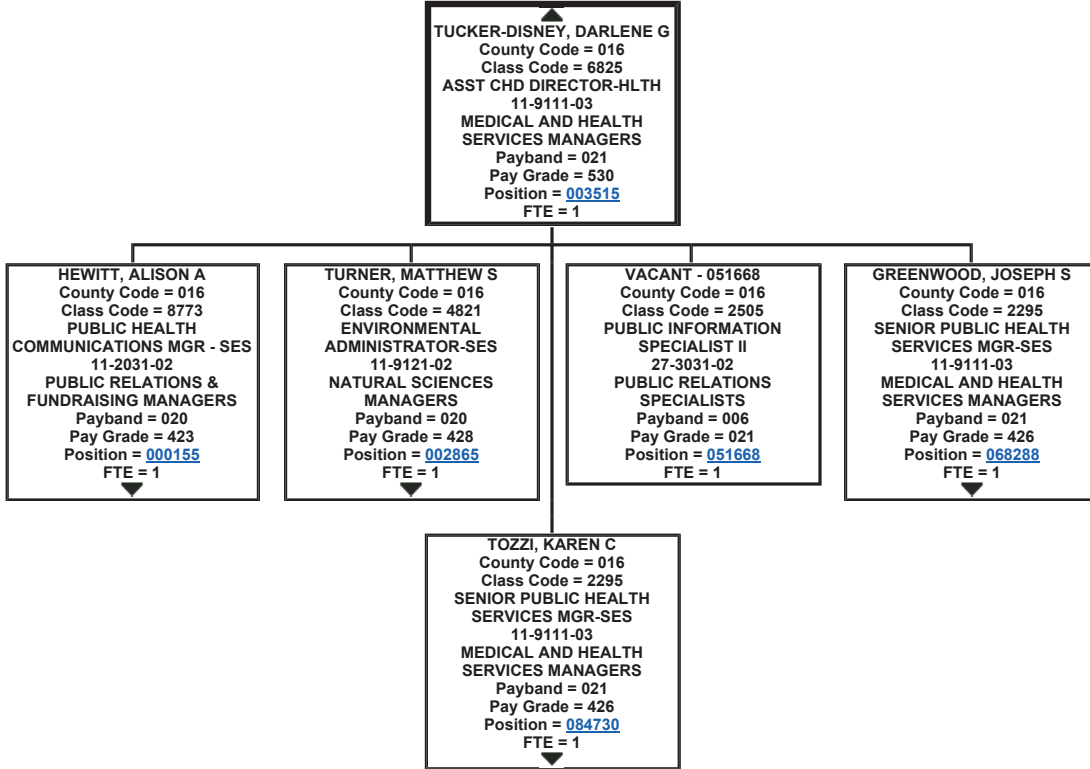 TUCKER-DISNEY, DARLENE G
County Code = 016
Class Code = 6825
ASST CHD DIRECTOR-HLTH
11-9111-03
MEDICAL AND HEALTH
SERVICES MANAGERS
Payband = 021
Pay Grade = 530
Position = 003515
FTE = 1
HEWITT, ALISON A
County Code = 016
Class Code = 8773
PUBLIC HEALTH
COMMUNICATIONS MGR - SES
11-2031-02
PUBLIC RELATIONS &
FUNDRAISING MANAGERS
Payband = 020
Pay Grade = 423
Position = 000155
FTE = 1
TURNER, MATTHEW S
County Code = 016
Class Code = 4821
ENVIRONMENTAL
ADMINISTRATOR-SES
11-9121-02
NATURAL SCIENCES
MANAGERS
Payband = 020
Pay Grade = 428
Position = 002865
FTE = 1
VACANT - 051668
County Code = 016
Class Code = 2505
PUBLIC INFORMATION
SPECIALIST II
27-3031-02
PUBLIC RELATIONS
SPECIALISTS
Payband = 006
Pay Grade = 021
Position = 051668
FTE = 1
GREENWOOD, JOSEPH S
County Code = 016
Class Code = 2295
SENIOR PUBLIC HEALTH
SERVICES MGR-SES
11-9111-03
MEDICAL AND HEALTH
SERVICES MANAGERS
Payband = 021
Pay Grade = 426
Position = 068288
FTE = 1
TOZZI, KAREN C
County Code = 016
Class Code = 2295
SENIOR PUBLIC HEALTH
SERVICES MGR-SES
11-9111-03
MEDICAL AND HEALTH
SERVICES MANAGERS
Payband = 021
Pay Grade = 426
Position = 084730
FTE = 1